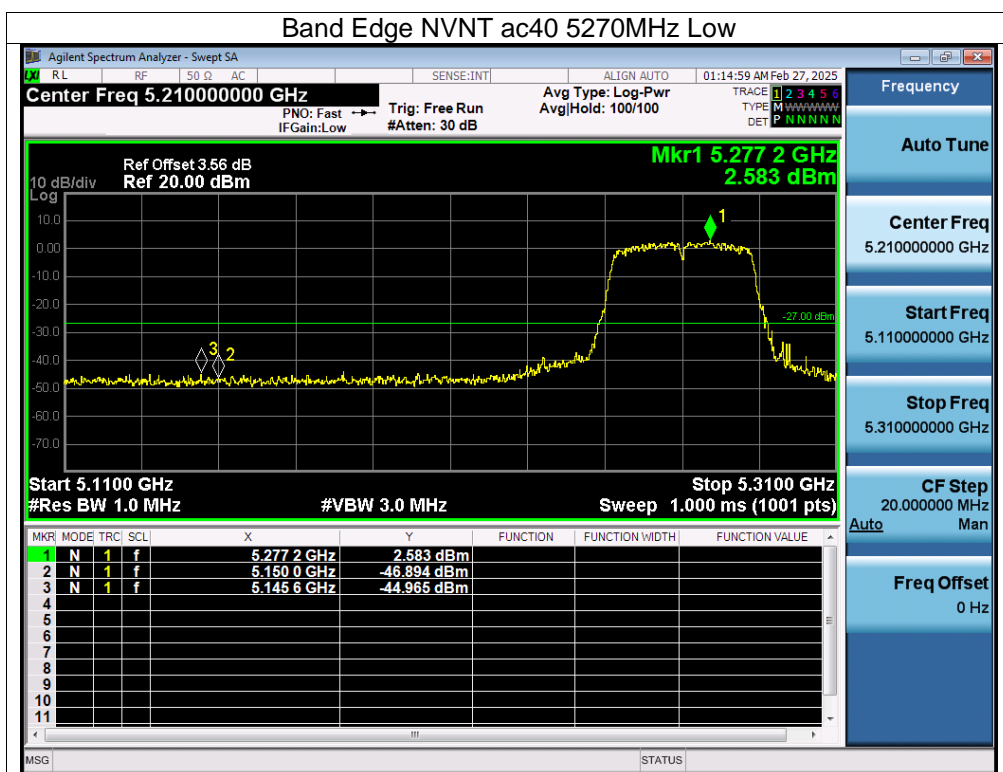 Band Edge NVNT ac40 5270MHz Low
Agilent Spectrum Analyzer - Swept SA
LXI RL RF 50 Ω AC SENSE:INT ALIGN AUTO 01:14:59 AM Feb 27, 2025
Center Freq 5.210000000 GHz
PNO: Fast
IFGain:Low
Trig: Free Run
#Atten: 30 dB
Avg Type: Log-Pwr
Avg|Hold: 100/100
TRACE 1 2 3 4 5 6
TYPE M WWWWW
DET P N N N N N
Mkr1 5.277 2 GHz
2.583 dBm
Ref Offset 3.56 dB
10 dB/div Ref 20.00 dBm
Log
10.0
0.00
-10.0
-20.0
-30.0
-40.0
-50.0
-60.0
-70.0
1
-27.00 dBm
3
2
Start 5.1100 GHz Stop 5.3100 GHz
#Res BW 1.0 MHz #VBW 3.0 MHz Sweep 1.000 ms (1001 pts)
MKR MODE TRC SCL X Y FUNCTION FUNCTION WIDTH FUNCTION VALUE
1 N 1 f 5.277 2 GHz 2.583 dBm
2 N 1 f 5.150 0 GHz -46.894 dBm
3 N 1 f 5.145 6 GHz -44.965 dBm
4
5
6
7
8
9
10
11
MSG STATUS
Frequency
Auto Tune
Center Freq
5.210000000 GHz
Start Freq
5.110000000 GHz
Stop Freq
5.310000000 GHz
CF Step
20.000000 MHz
Auto Man
Freq Offset
0 Hz